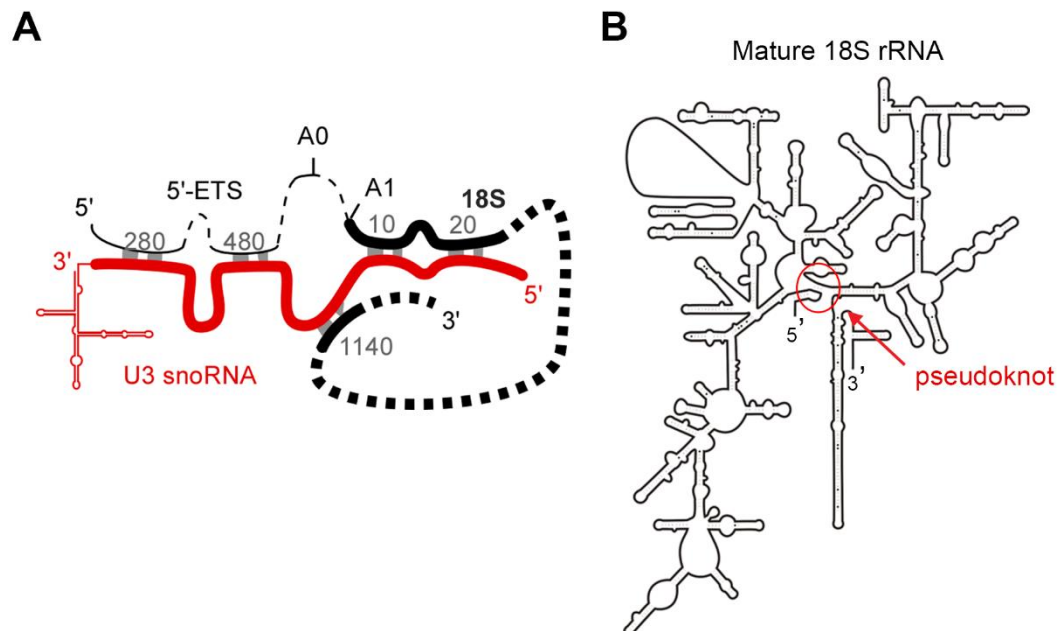 A
A0
5'-ETS
A1
18S
5'
10
20
280
480
3'
5'
3'
1140
U3 snoRNA
B
Mature 18S rRNA
5'
3'
pseudoknot